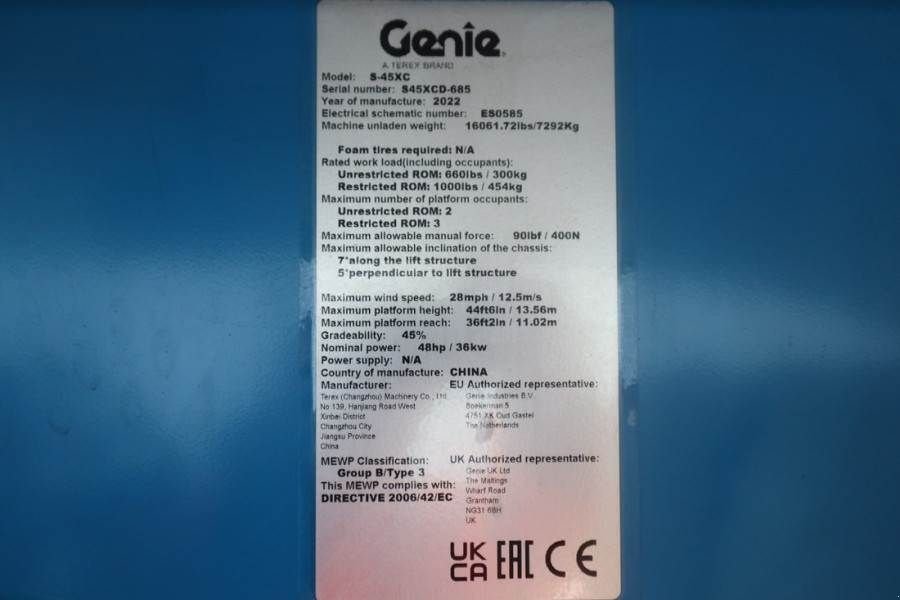 Genie.
A TEREX BRAND
Model: S-45XC
Serial number: S45XCD-685
Year of manufacture: 2022
Electrical schematic number: ES0585
Machine unladen weight: 16061.72lbs/7292Kg
Foam tires required: N/A
Rated work load(including occupants):
Unrestricted ROM: 660lbs / 300kg
Restricted ROM: 1000lbs / 454kg
Maximum number of platform occupants:
Unrestricted ROM: 2
Restricted ROM: 3
Maximum allowable manual force: 90lbf / 400N
Maximum allowable inclination of the chassis:
7°along the lift structure
5°perpendicular to lift structure
Maximum wind speed: 28mph / 12.5m/s
Maximum platform height: 44ft6in / 13.56m
Maximum platform reach: 36ft2in / 11.02m
Gradeability: 45%
Nominal power: 48hp / 36kw
Power supply: N/A
Country of manufacture: CHINA
Manufacturer:
Terex (Changzhou) Machinery Co., Ltd.
No 139, Hanjiang Road West
Xinbei District
Changzhou City
Jiangsu Province
China
EU Authorized representative:
Genie Industries B.V.
Boekerman 5
4751 XK Oud Gastel
The Netherlands
MEWP Classification:
Group B/Type 3
This MEWP complies with:
DIRECTIVE 2006/42/EC
UK Authorized representative:
Genie UK Ltd
The Maltings
Wharf Road
Grantham
NG31 6BH
UK
UK
CA EAC CE